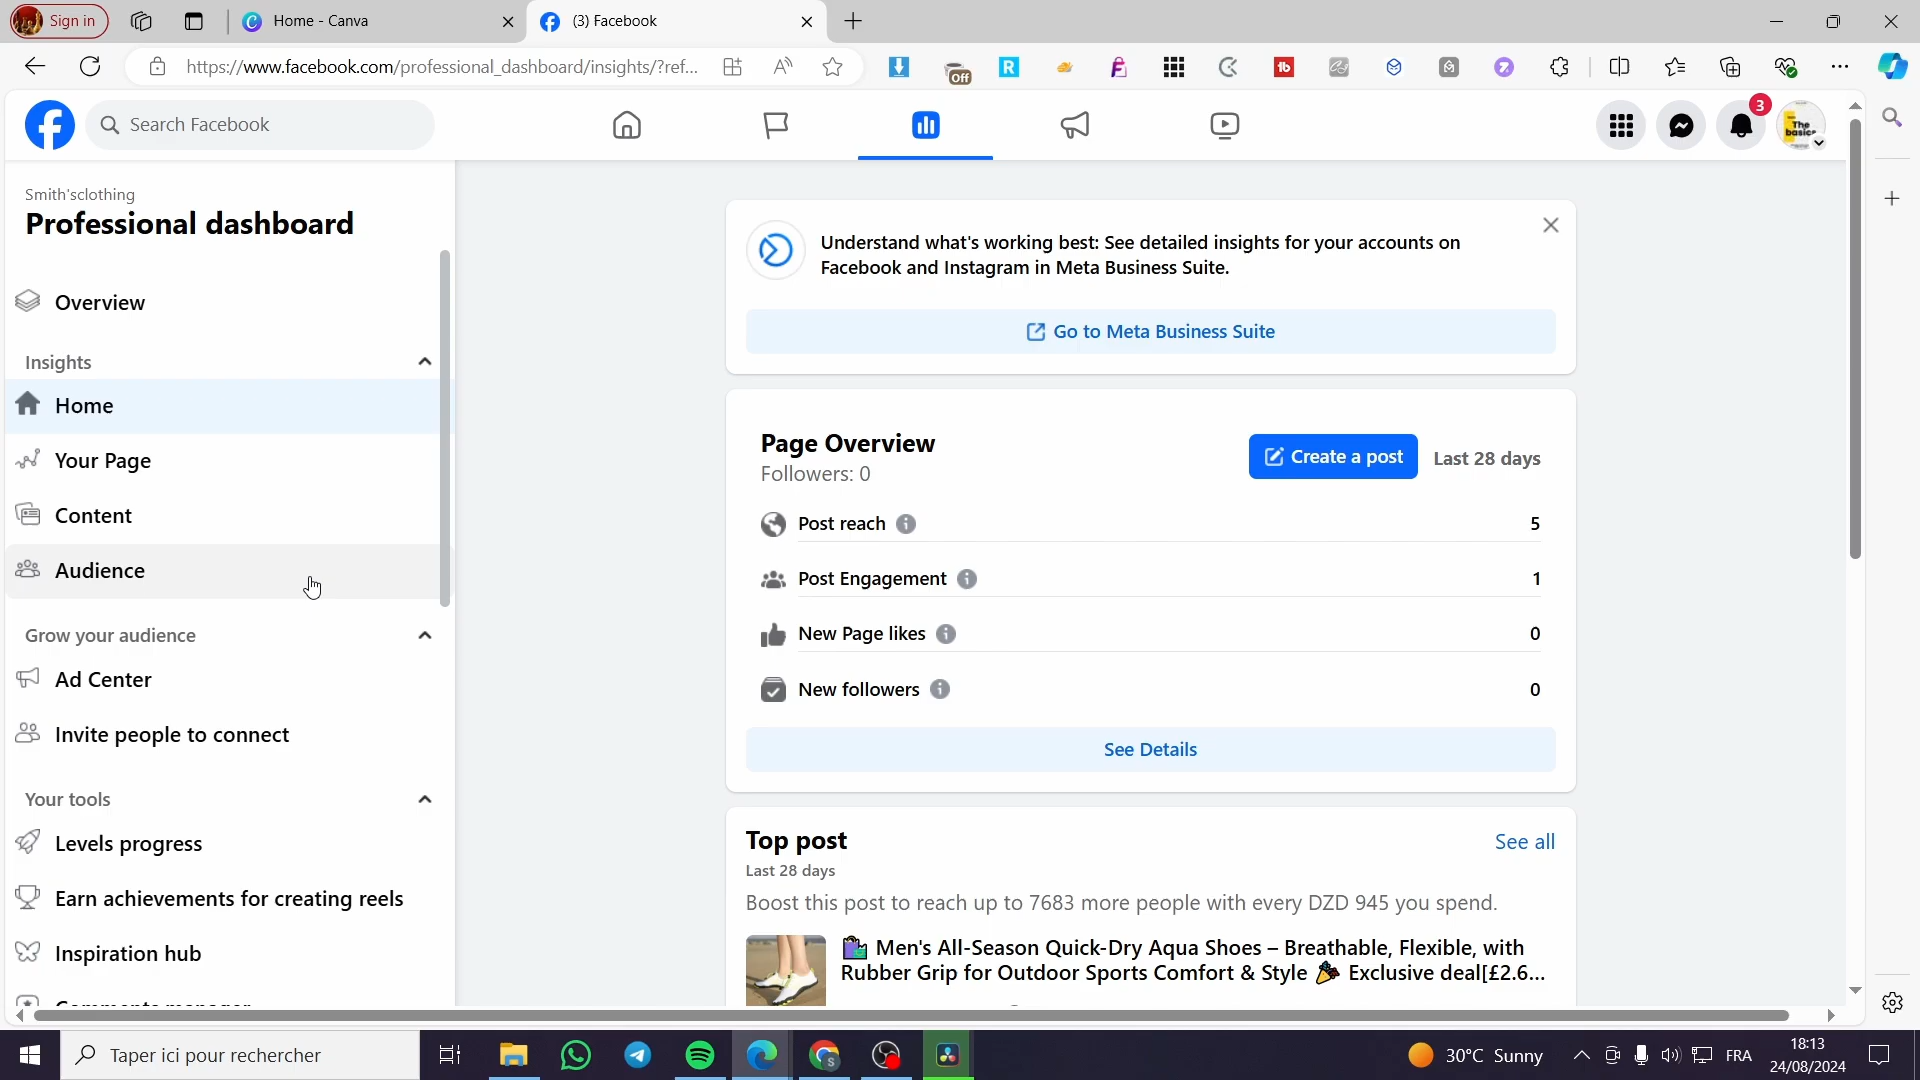 Sign in
Home - Canva
(3) Facebook
https://www.facebook.com/professional_dashboard/insights/?ref...
Off
Search Facebook
3
The
basics
Smith'sclothing
Professional dashboard
Overview
Insights
Home
Your Page
Content
Audience
Grow your audience
Ad Center
Invite people to connect
Your tools
Levels progress
Earn achievements for creating reels
Inspiration hub
Comments manager
Understand what's working best: See detailed insights for your accounts on
Facebook and Instagram in Meta Business Suite.
Go to Meta Business Suite
Page Overview
Followers: 0
Create a post
Last 28 days
Post reach
5
Post Engagement
1
New Page likes
0
New followers
0
See Details
Top post
See all
Last 28 days
Boost this post to reach up to 7683 more people with every DZD 945 you spend.
🛍️ Men's All-Season Quick-Dry Aqua Shoes – Breathable, Flexible, with
Rubber Grip for Outdoor Sports Comfort & Style 🎉 Exclusive deal[£2.6...
Taper ici pour rechercher
30°C Sunny
FRA
18:13
24/08/2024